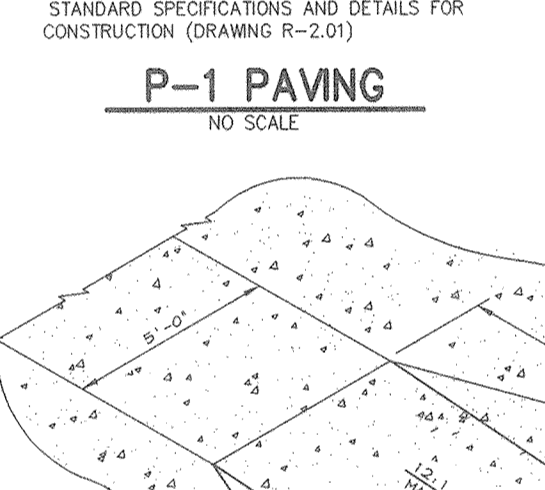 STANDARD SPECIFICATIONS AND DETAILS FOR
CONSTRUCTION (DRAWING R-2.01)
P-1 PAVING
NO SCALE
5'-0"
12:1